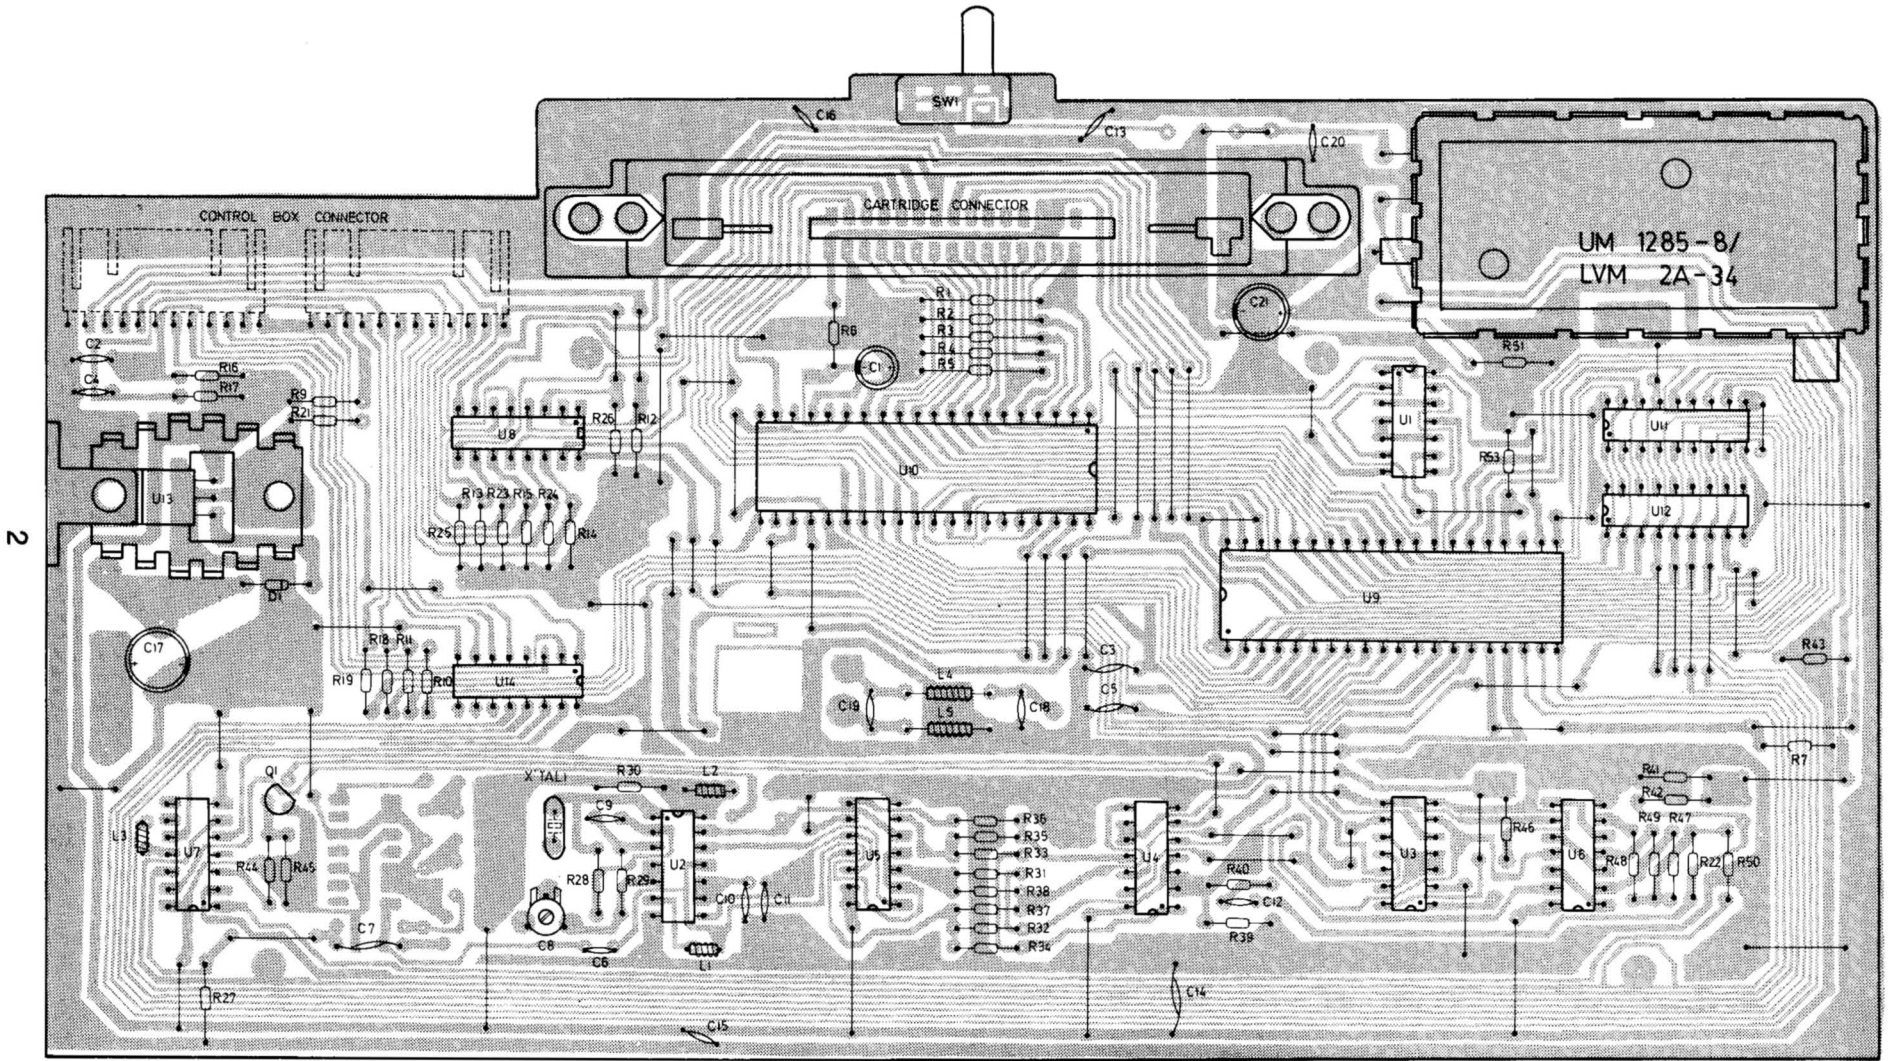 SW1
C16
C13
C20
CONTROL BOX CONNECTOR
CARTRIDGE CONNECTOR
UM 1285-8/
LVM 2A-34
R1
R2
R3
R4
R5
R6
C1
C21
C2
C4
R16
R17
R9
R21
R26
R12
U8
U10
U1
R51
R53
U11
U12
U13
R13 R23 R15 R24
R25
R14
D1
U9
C17
R18 R11
R19
R10
U14
C3
C5
L4
L5
C19
C18
R43
R7
Q1
X'TAL1
R30
L2
C9
R41
R42
L3
U7
R44
R45
R28
R29
U2
C10
C11
C8
C6
L1
C7
U5
R36
R35
R33
R31
R38
R37
R32
R34
U4
R40
C12
R39
U3
R46
U6
R49 R47
R48
R22
R50
R27
C15
C14
2